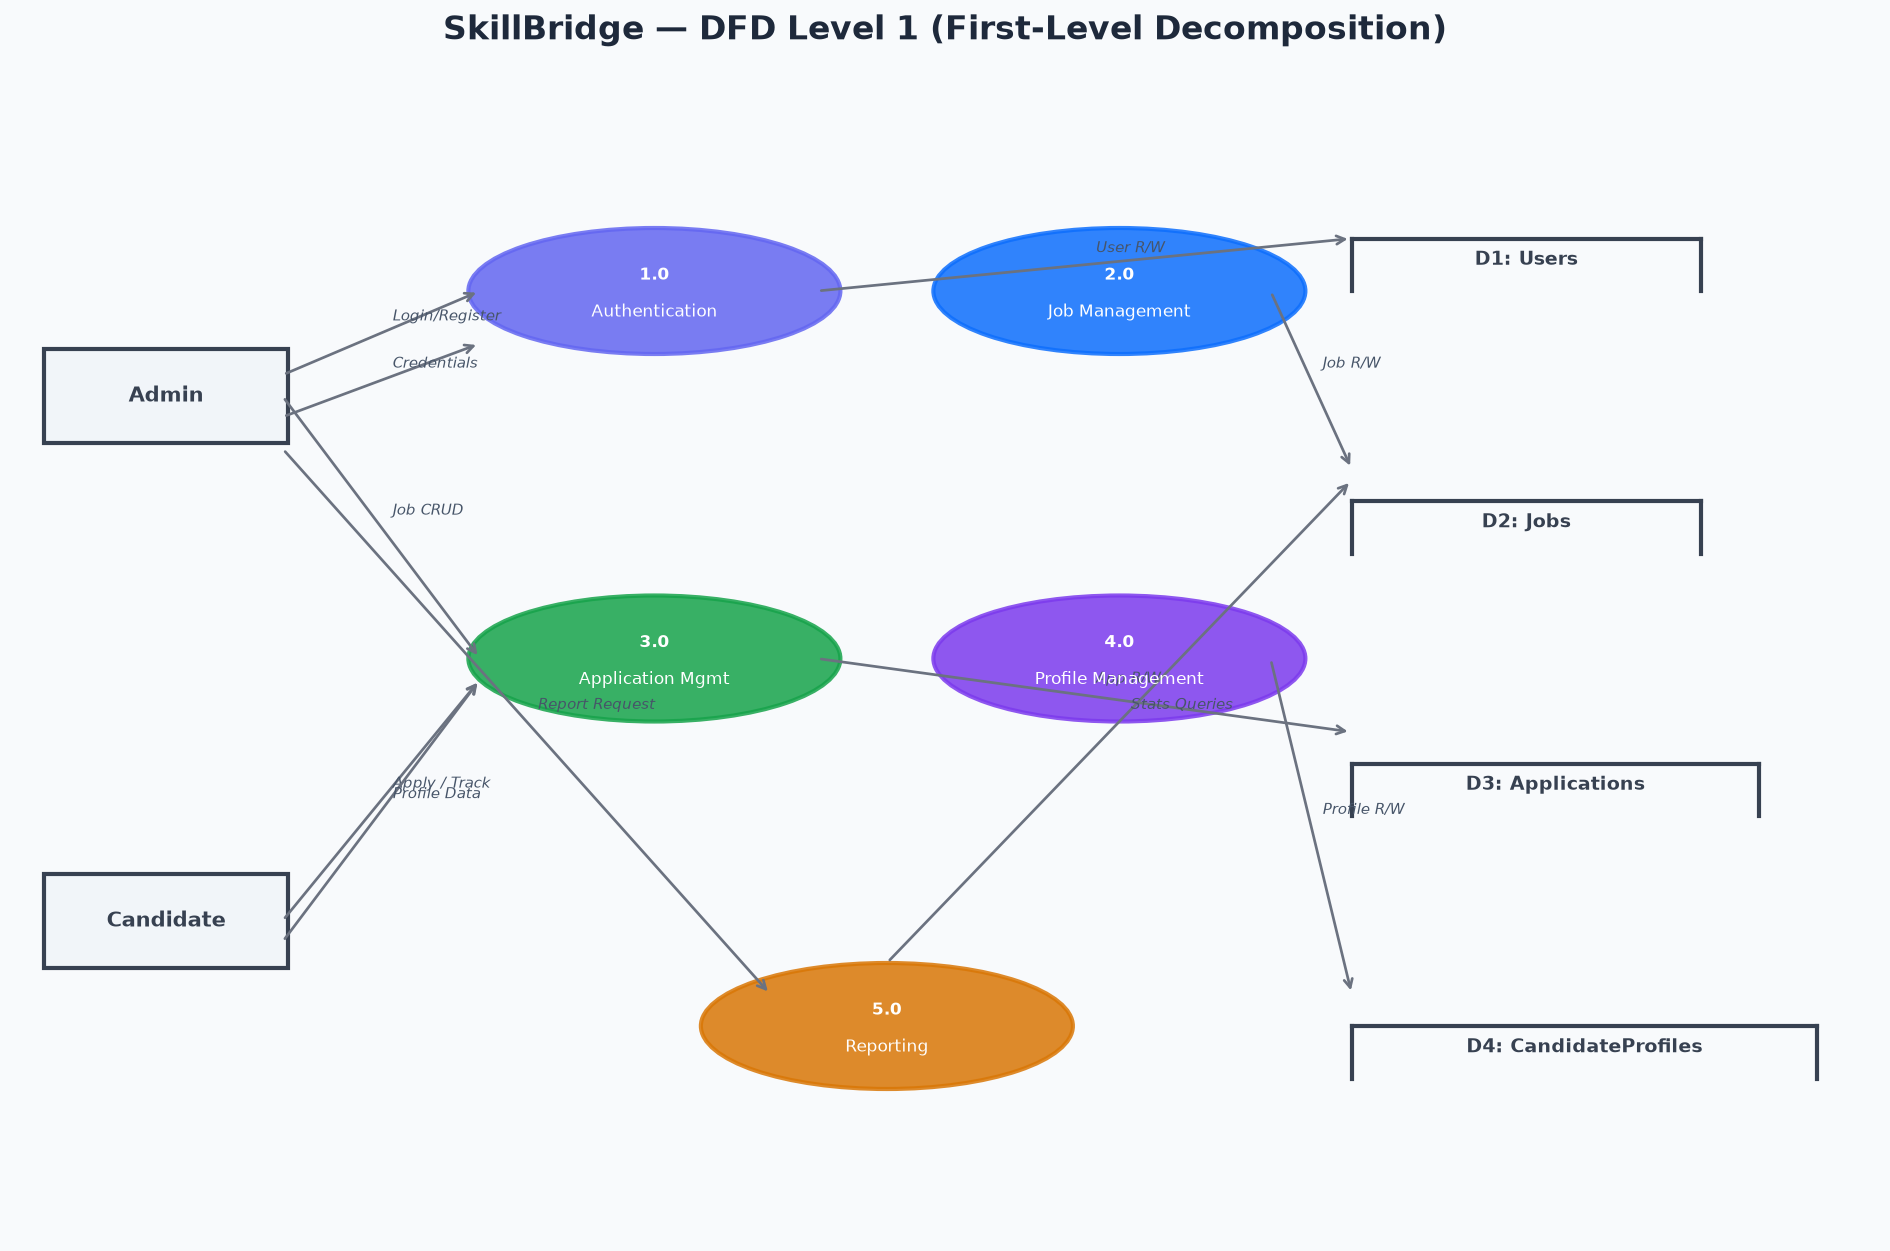 SkillBridge — DFD Level 1 (First-Level Decomposition)
User R/W
1.0
Authentication
2.0
Job Management
D1: Users
Login/Register
Credentials
Job R/W
Admin
Job CRUD
D2: Jobs
3.0
Application Mgmt
4.0
Profile Management
Report Request
Stats Queries
Apply / Track
Profile Data
D3: Applications
Profile R/W
Candidate
5.0
Reporting
D4: CandidateProfiles